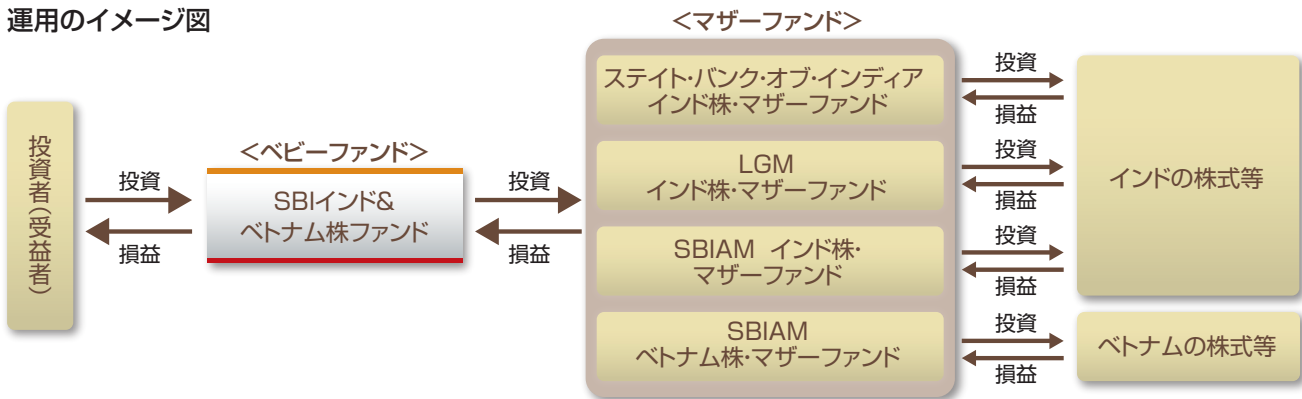 運用のイメージ図
投資者(受益者)
投資
損益
<ベビーファンド>
SBIインド&
ベトナム株ファンド
投資
損益
<マザーファンド>
ステイト・バンク・オブ・インディア
インド株・マザーファンド
LGM
インド株・マザーファンド
SBIAM インド株・
マザーファンド
SBIAM
ベトナム株・マザーファンド
投資
損益
投資
損益
投資
損益
投資
損益
インドの株式等
ベトナムの株式等